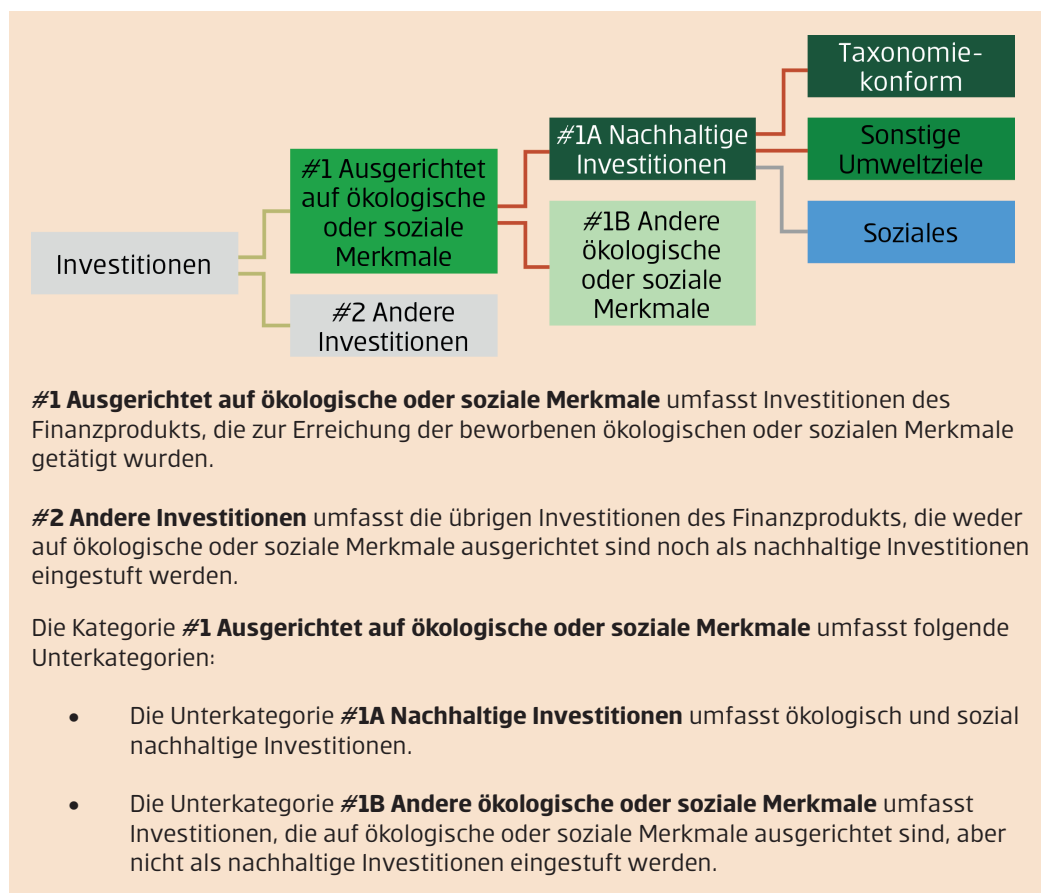 Taxonomie-
konform
#1A Nachhaltige
Investitionen
Sonstige
Umweltziele
#1 Ausgerichtet
auf ökologische
oder soziale
Merkmale
#1B Andere
ökologische
oder soziale
Merkmale
Soziales
Investitionen
#2 Andere
Investitionen
#1 Ausgerichtet auf ökologische oder soziale Merkmale umfasst Investitionen des
Finanzprodukts, die zur Erreichung der beworbenen ökologischen oder sozialen Merkmale
getätigt wurden.
#2 Andere Investitionen umfasst die übrigen Investitionen des Finanzprodukts, die weder
auf ökologische oder soziale Merkmale ausgerichtet sind noch als nachhaltige Investitionen
eingestuft werden.
Die Kategorie #1 Ausgerichtet auf ökologische oder soziale Merkmale umfasst folgende
Unterkategorien:
• Die Unterkategorie #1A Nachhaltige Investitionen umfasst ökologisch und sozial
nachhaltige Investitionen.
• Die Unterkategorie #1B Andere ökologische oder soziale Merkmale umfasst
Investitionen, die auf ökologische oder soziale Merkmale ausgerichtet sind, aber
nicht als nachhaltige Investitionen eingestuft werden.